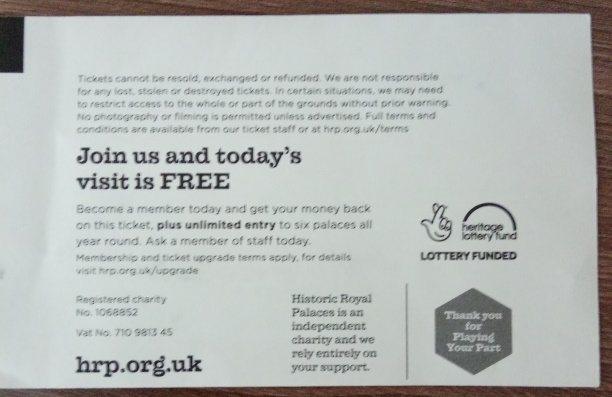 Tickets cannot be resold, exchanged or refunded. We are not responsible
for any lost, stolen or destroyed tickets. In certain situations, we may need
to restrict access to the whole or part of the grounds without prior warning.
No photography or filming is permitted unless advertised. Full terms and
conditions are available from our ticket staff or at hrp.org.uk/terms
Join us and today's
visit is FREE
Become a member today and get your money back
on this ticket, plus unlimited entry to six palaces all
year round. Ask a member of staff today.
Membership and ticket upgrade terms apply, for details
visit hrp.org.uk/upgrade
heritage
lottery fund
LOTTERY FUNDED
Registered charity
No. 1068852
Vat No. 710 9813 45
hrp.org.uk
Historic Royal
Palaces is an
independent
charity and we
rely entirely on
your support.
Thank you
for
Playing
Your Part